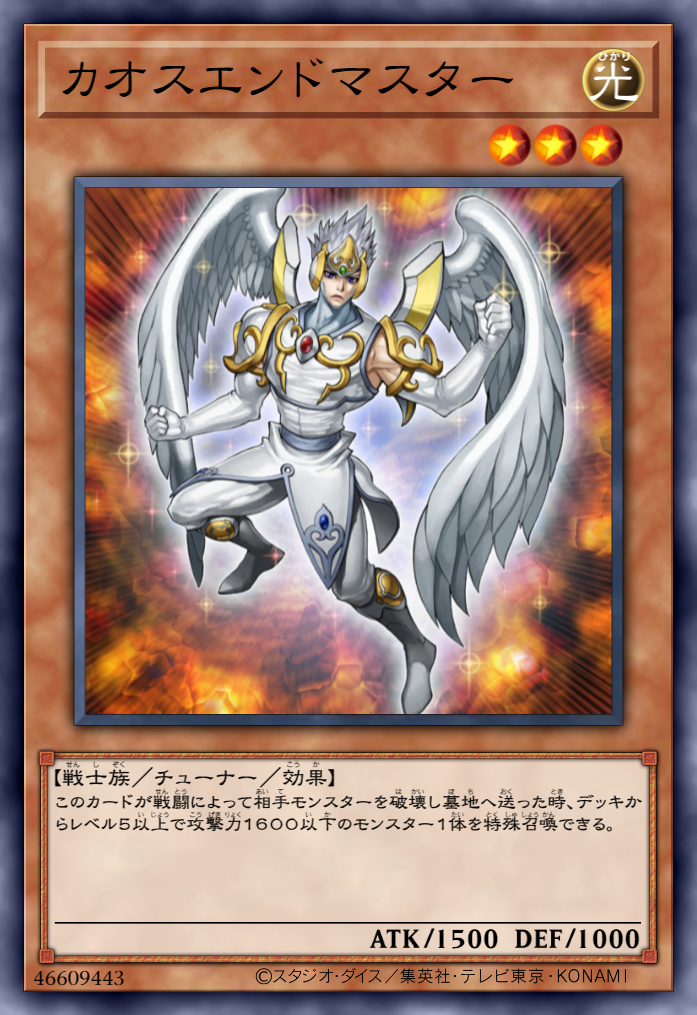 カオスエンドマスター
ひかり
光
【戦士族／チューナー／効果】
このカードが戦闘によって相手モンスターを破壊し墓地へ送った時、デッキか
らレベル５以上で攻撃力１６００以下のモンスター１体を特殊召喚できる。
ATK/1500 DEF/1000
46609443 ©スタジオ・ダイス／集英社・テレビ東京・KONAMI